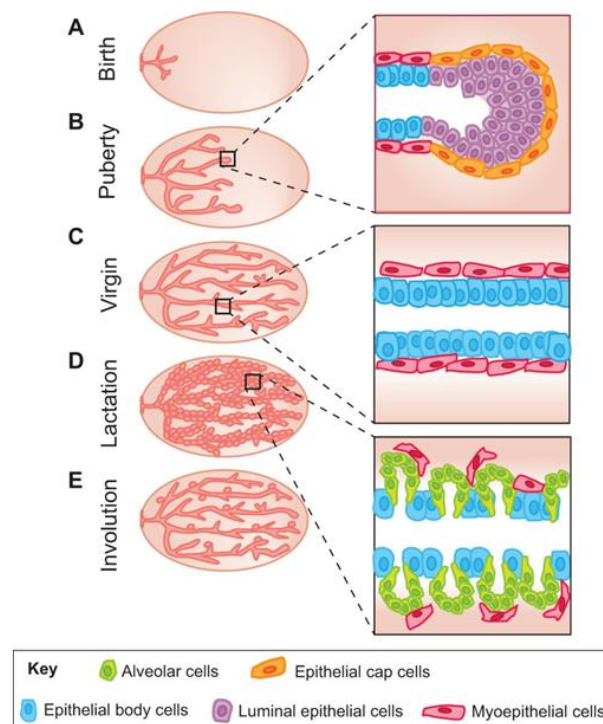 A
Birth
B
Puberty
C
Virgin
D
Lactation
E
Involution
Key
Alveolar cells
Epithelial cap cells
Epithelial body cells
Luminal epithelial cells
Myoepithelial cells